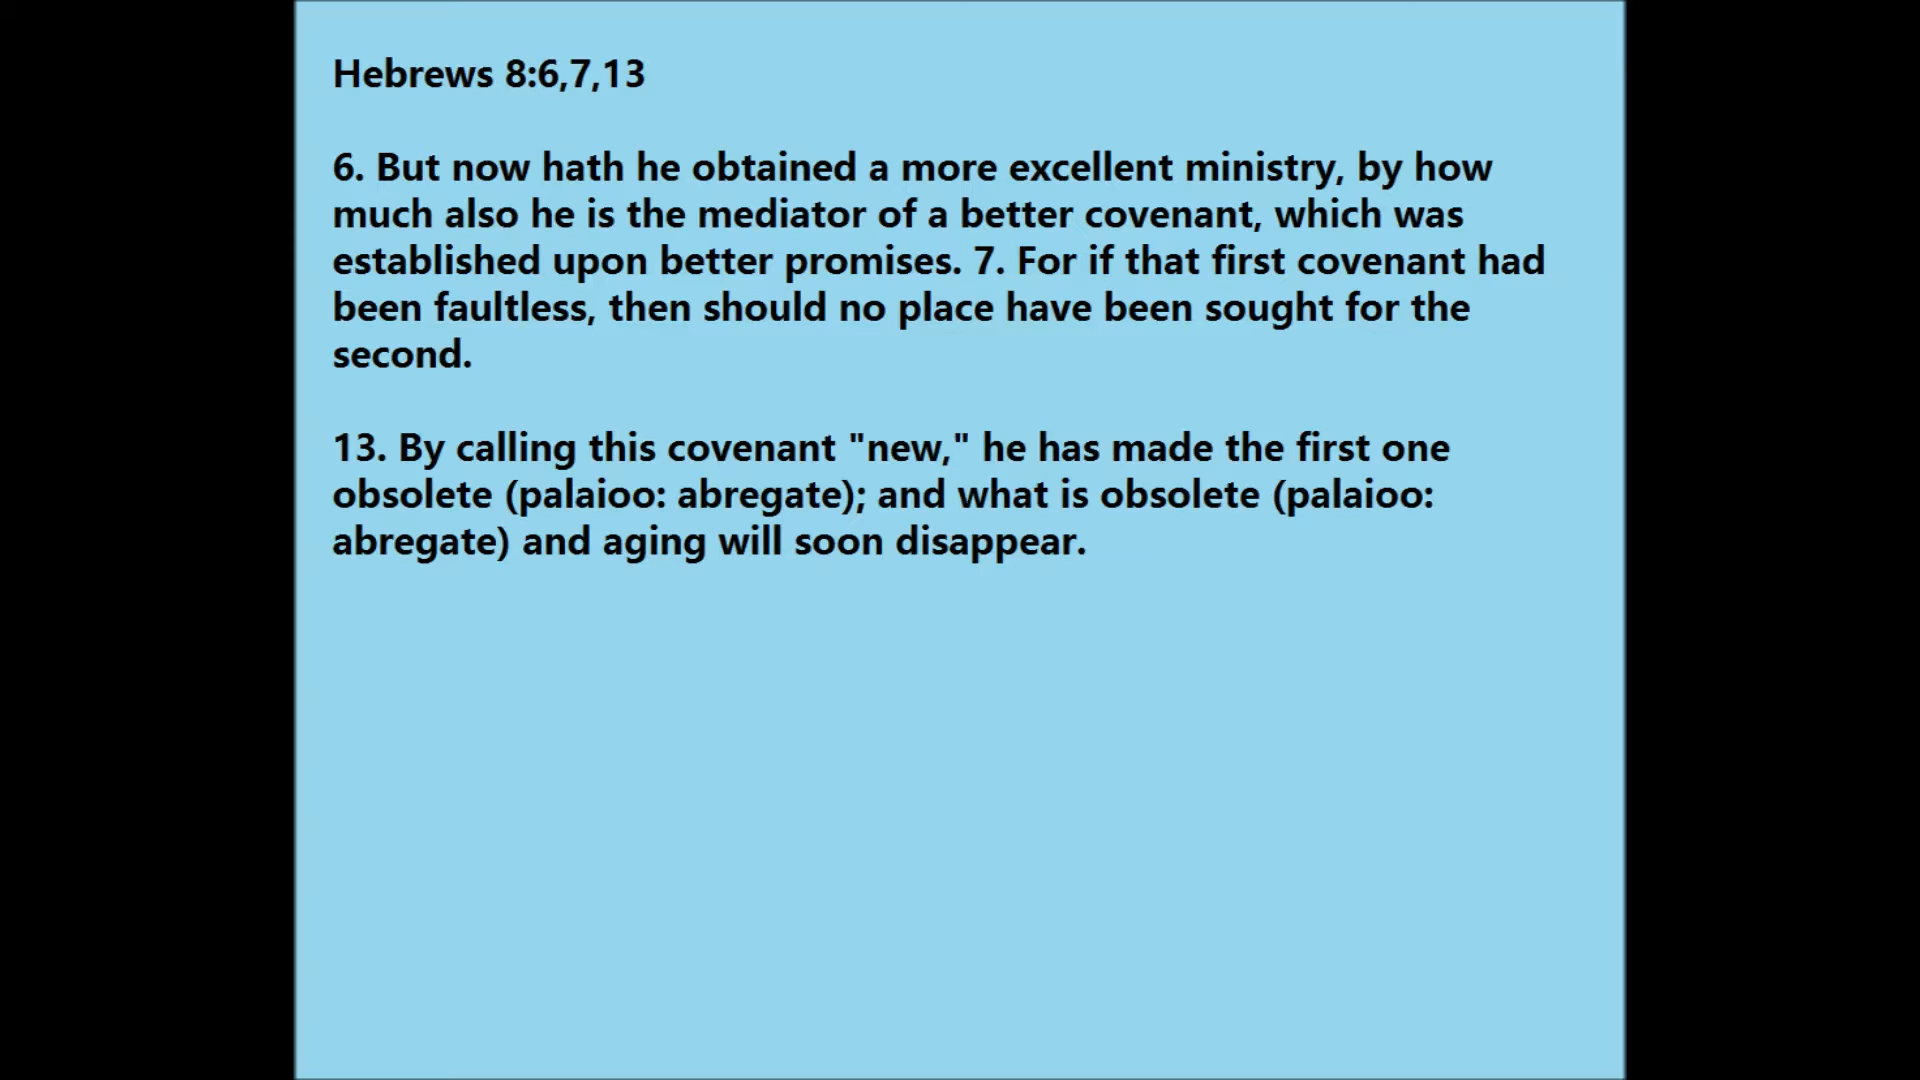 Hebrews 8:6,7,13
6. But now hath he obtained a more excellent ministry, by how
much also he is the mediator of a better covenant, which was
established upon better promises. 7. For if that first covenant had
been faultless, then should no place have been sought for the
second.
13. By calling this covenant "new," he has made the first one
obsolete (palaioo: abregate); and what is obsolete (palaioo:
abregate) and aging will soon disappear.